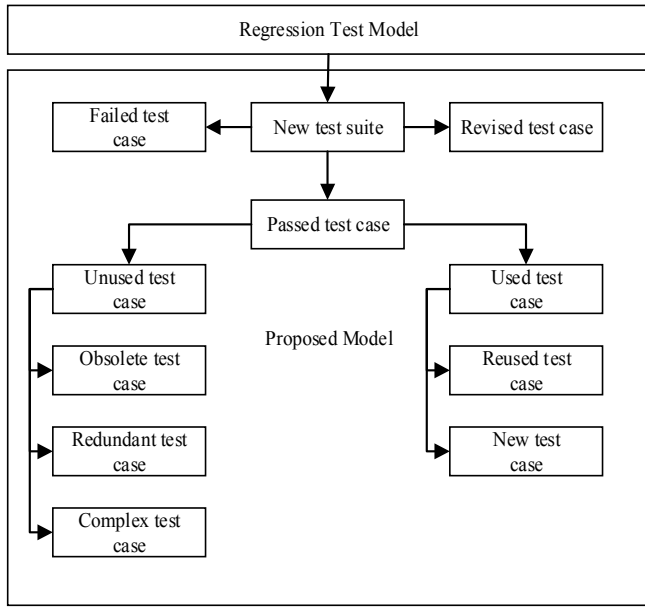 Regression Test Model
Failed test
case
New test suite
Revised test case
Passed test case
Unused test
case
Used test
case
Proposed Model
Obsolete test
case
Reused test
case
Redundant test
case
New test
case
Complex test
case